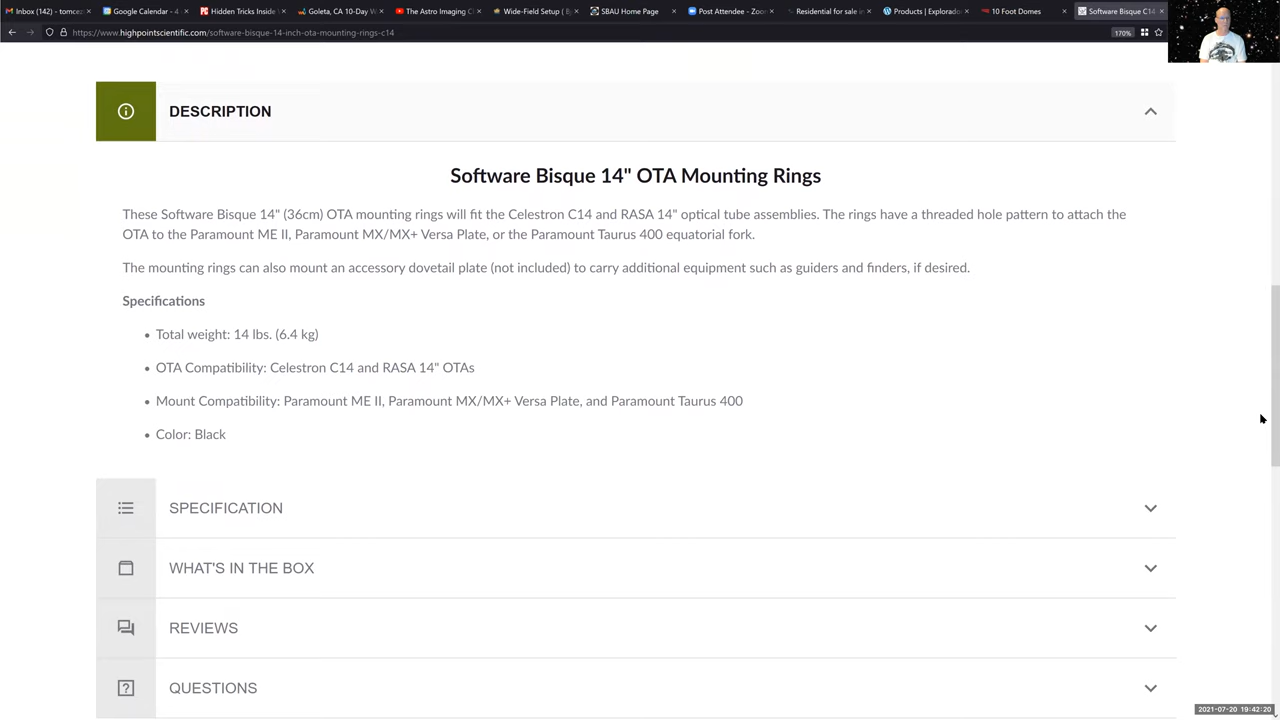 Inbox (142) - tomcez
Google Calendar - 4
Hidden Tricks Inside
Goleta, CA 10-Day W
The Astro Imaging C
Wide-Field Setup ( B
SBAU Home Page
Post Attendee - Zoom
Residential for sale in
Products | Explorado
10 Foot Domes
Software Bisque C14
https://www.highpointscientific.com/software-bisque-14-inch-ota-mounting-rings-c14
170%
DESCRIPTION
Software Bisque 14" OTA Mounting Rings
These Software Bisque 14" (36cm) OTA mounting rings will fit the Celestron C14 and RASA 14" optical tube assemblies. The rings have a threaded hole pattern to attach the
OTA to the Paramount ME II, Paramount MX/MX+ Versa Plate, or the Paramount Taurus 400 equatorial fork.
The mounting rings can also mount an accessory dovetail plate (not included) to carry additional equipment such as guiders and finders, if desired.
Specifications
• Total weight: 14 lbs. (6.4 kg)
• OTA Compatibility: Celestron C14 and RASA 14" OTAs
• Mount Compatibility: Paramount ME II, Paramount MX/MX+ Versa Plate, and Paramount Taurus 400
• Color: Black
SPECIFICATION
WHAT'S IN THE BOX
REVIEWS
QUESTIONS
2021-07-20 19:42:20